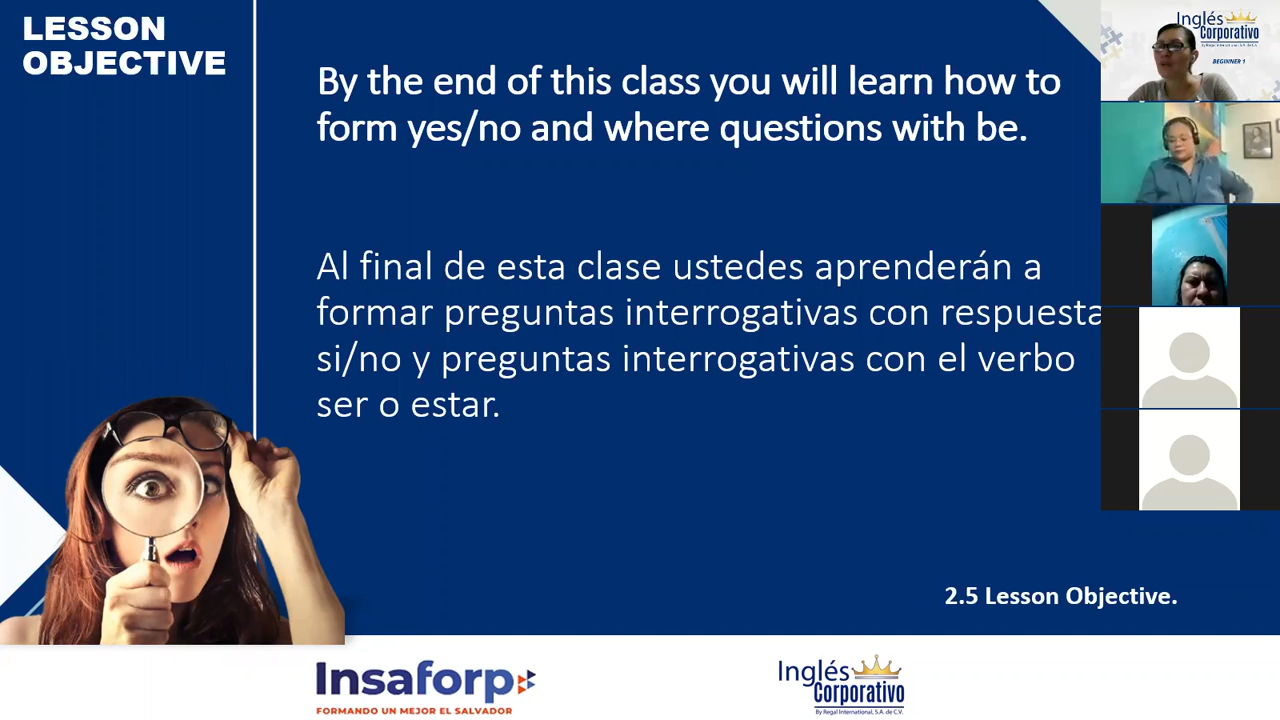 LESSON
OBJECTIVE
By the end of this class you will learn how to
form yes/no and where questions with be.
Al final de esta clase ustedes aprenderán a
formar preguntas interrogativas con respuesta
si/no y preguntas interrogativas con el verbo
ser o estar.
2.5 Lesson Objective.
Insaforp
FORMANDO UN MEJOR EL SALVADOR
Inglés
Corporativo
By Regal International, S.A. de C.V.
Inglés
Corporativo
By Regal International, S.A. de C.V.
BEGINNER 1